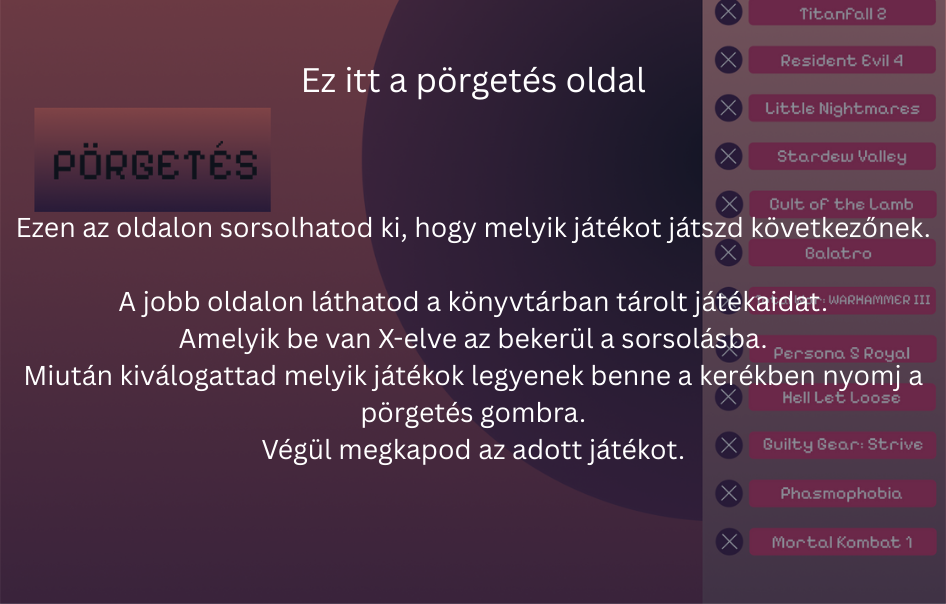 Titanfall 2
Resident Evil 4
Ez itt a pörgetés oldal
Little Nightmares
PÖRGETÉS
Stardew Valley
Cult of the Lamb
Ezen az oldalon sorsolhatod ki, hogy melyik játékot játszd következőnek.
Balatro
A jobb oldalon láthatod a könyvtárban tárolt játékaidat.
WARHAMMER III
Amelyik be van X-elve az bekerül a sorsolásba.
Persona 5 Royal
Miután kiválogattad melyik játékok legyenek benne a kerékben nyomj a
Hell Let Loose
pörgetés gombra.
Guilty Gear: Strive
Végül megkapod az adott játékot.
Phasmophobia
Mortal Kombat 1